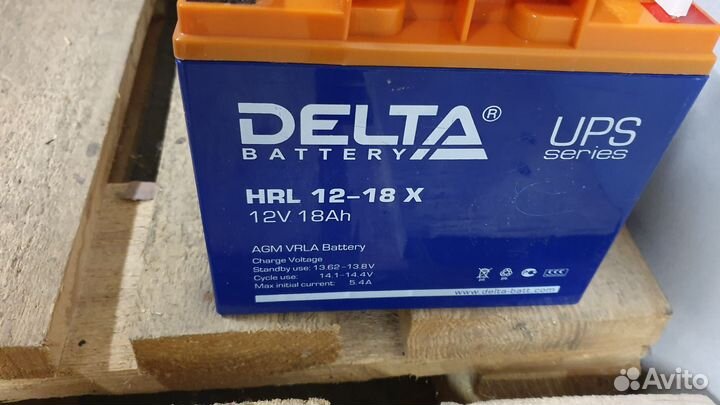 DELTA®
BATTERY
UPS
series
HRL 12-18 X
12V 18Ah
AGM VRLA Battery
Charge Voltage
Standby use: 13.62-13.8V
Cycle use: 14.1-14.4V
Max initial current: 5.4A
www.delta-batt.com
Avito